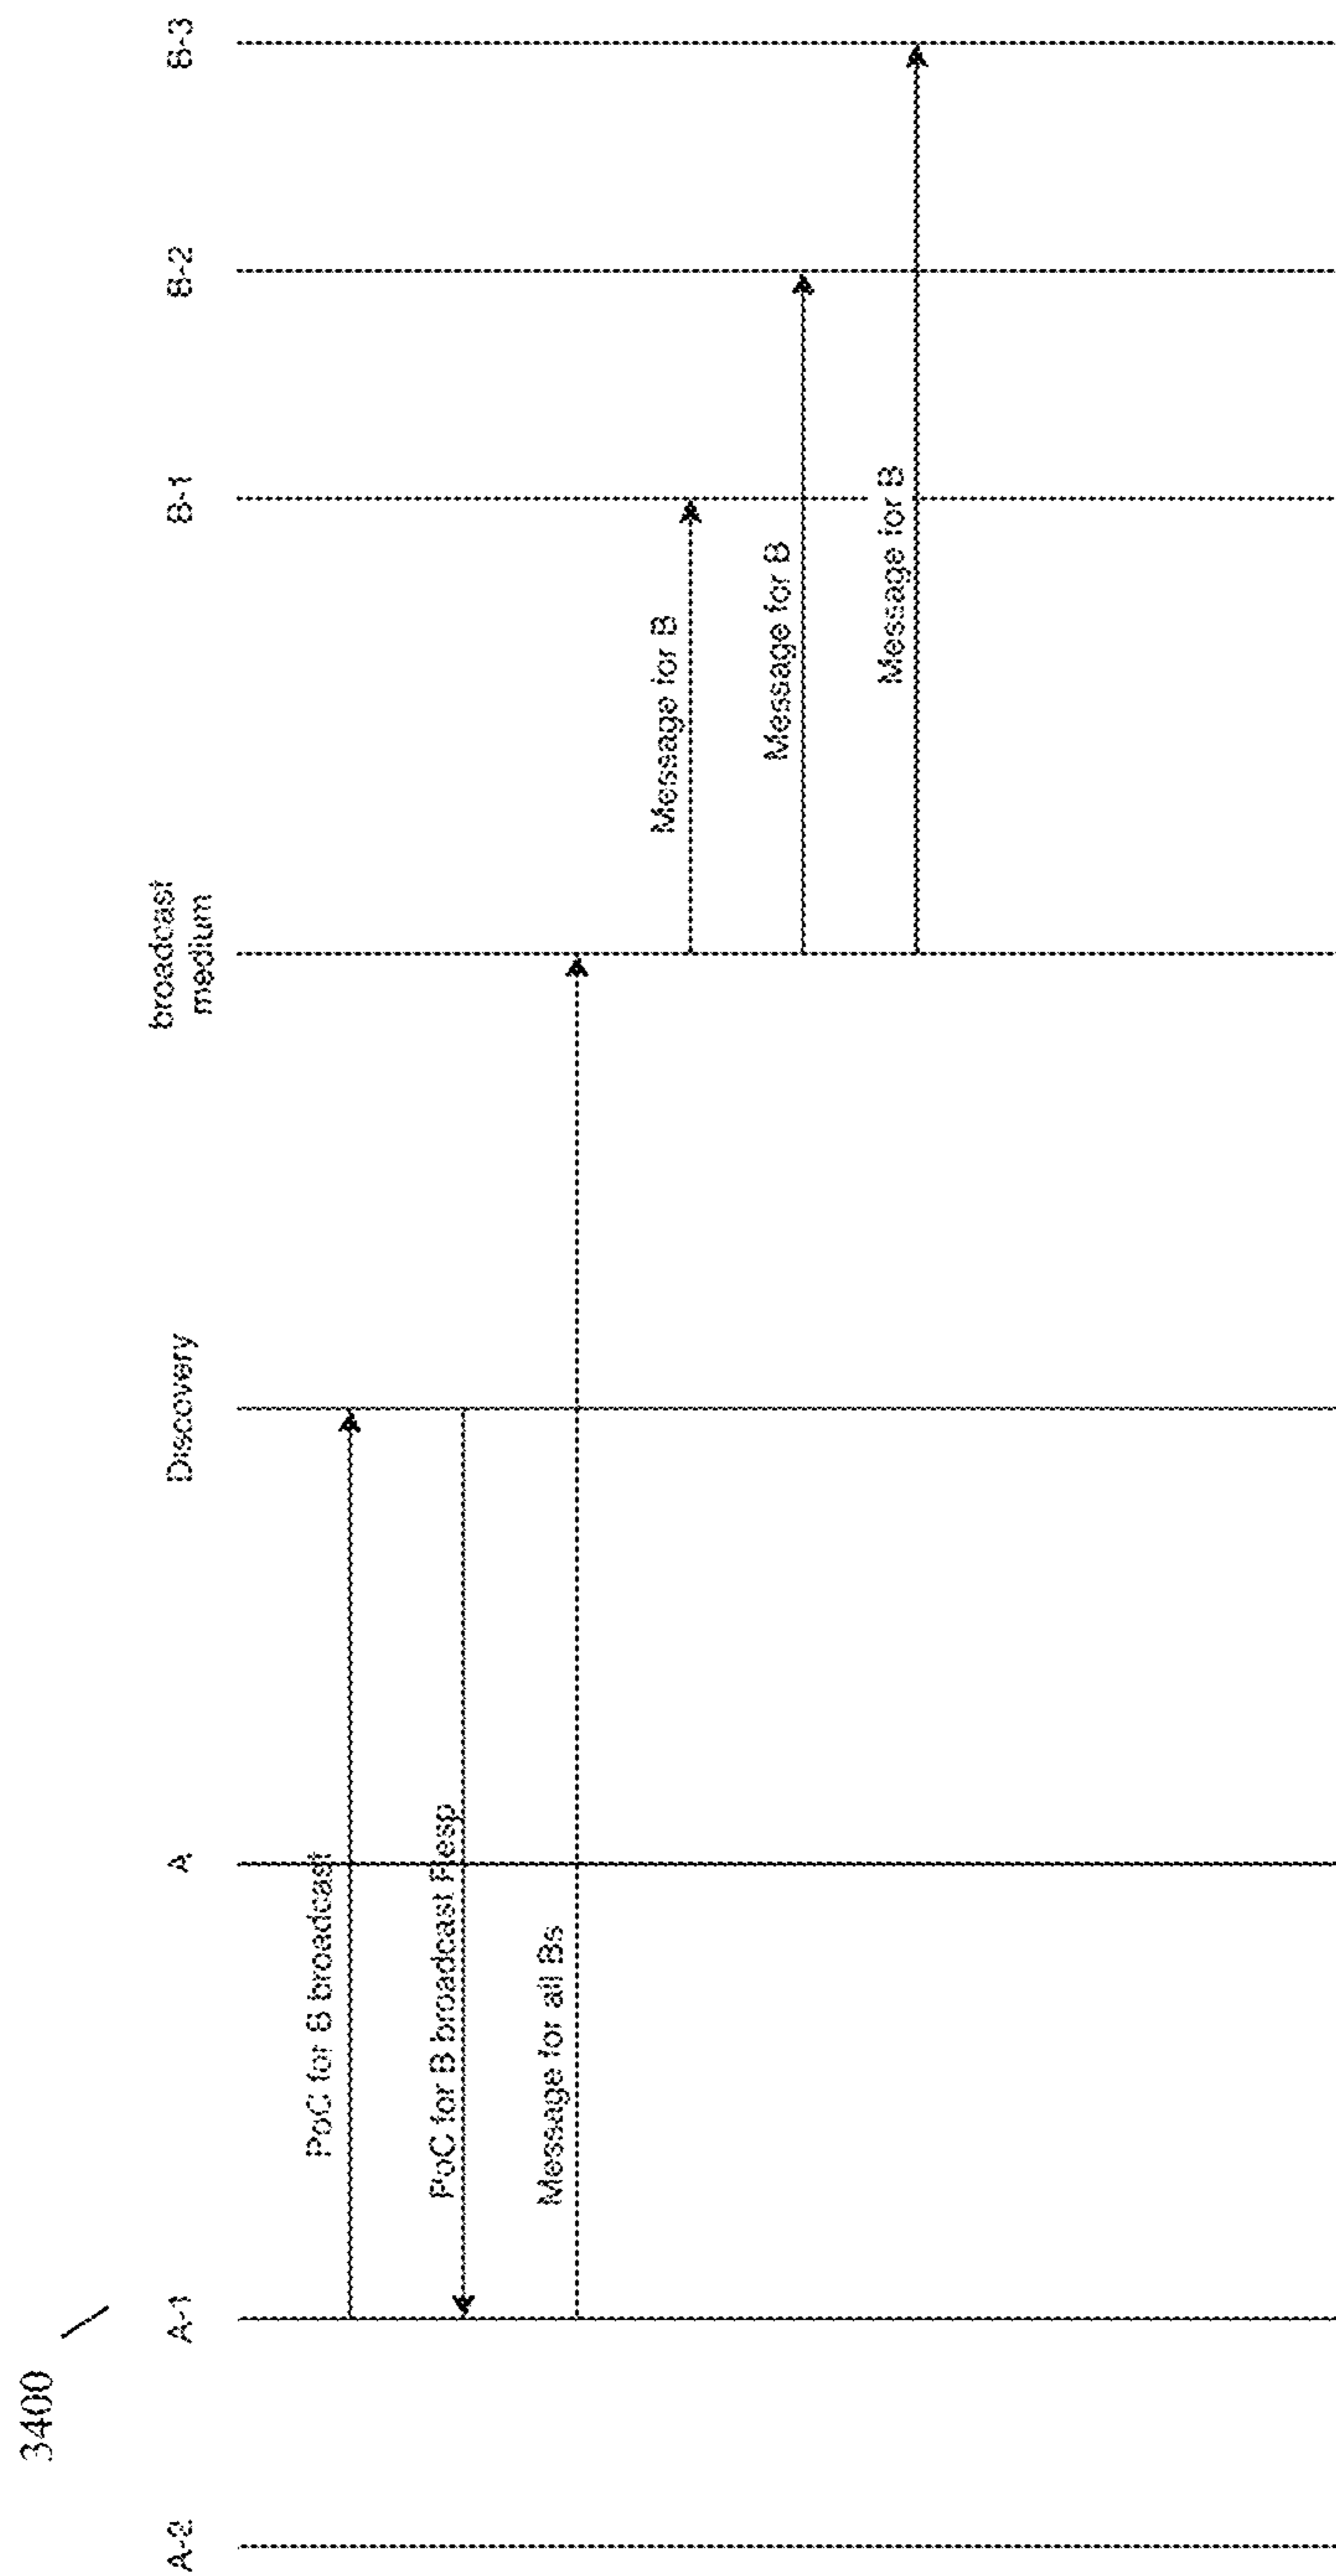 3400
A-2
A-1
A
Discovery
broadcast
medium
B-1
B-2
B-3
PoC for B broadcast
PoC for B broadcast Resp
Message for all Bs
Message for B
Message for B
Message for B